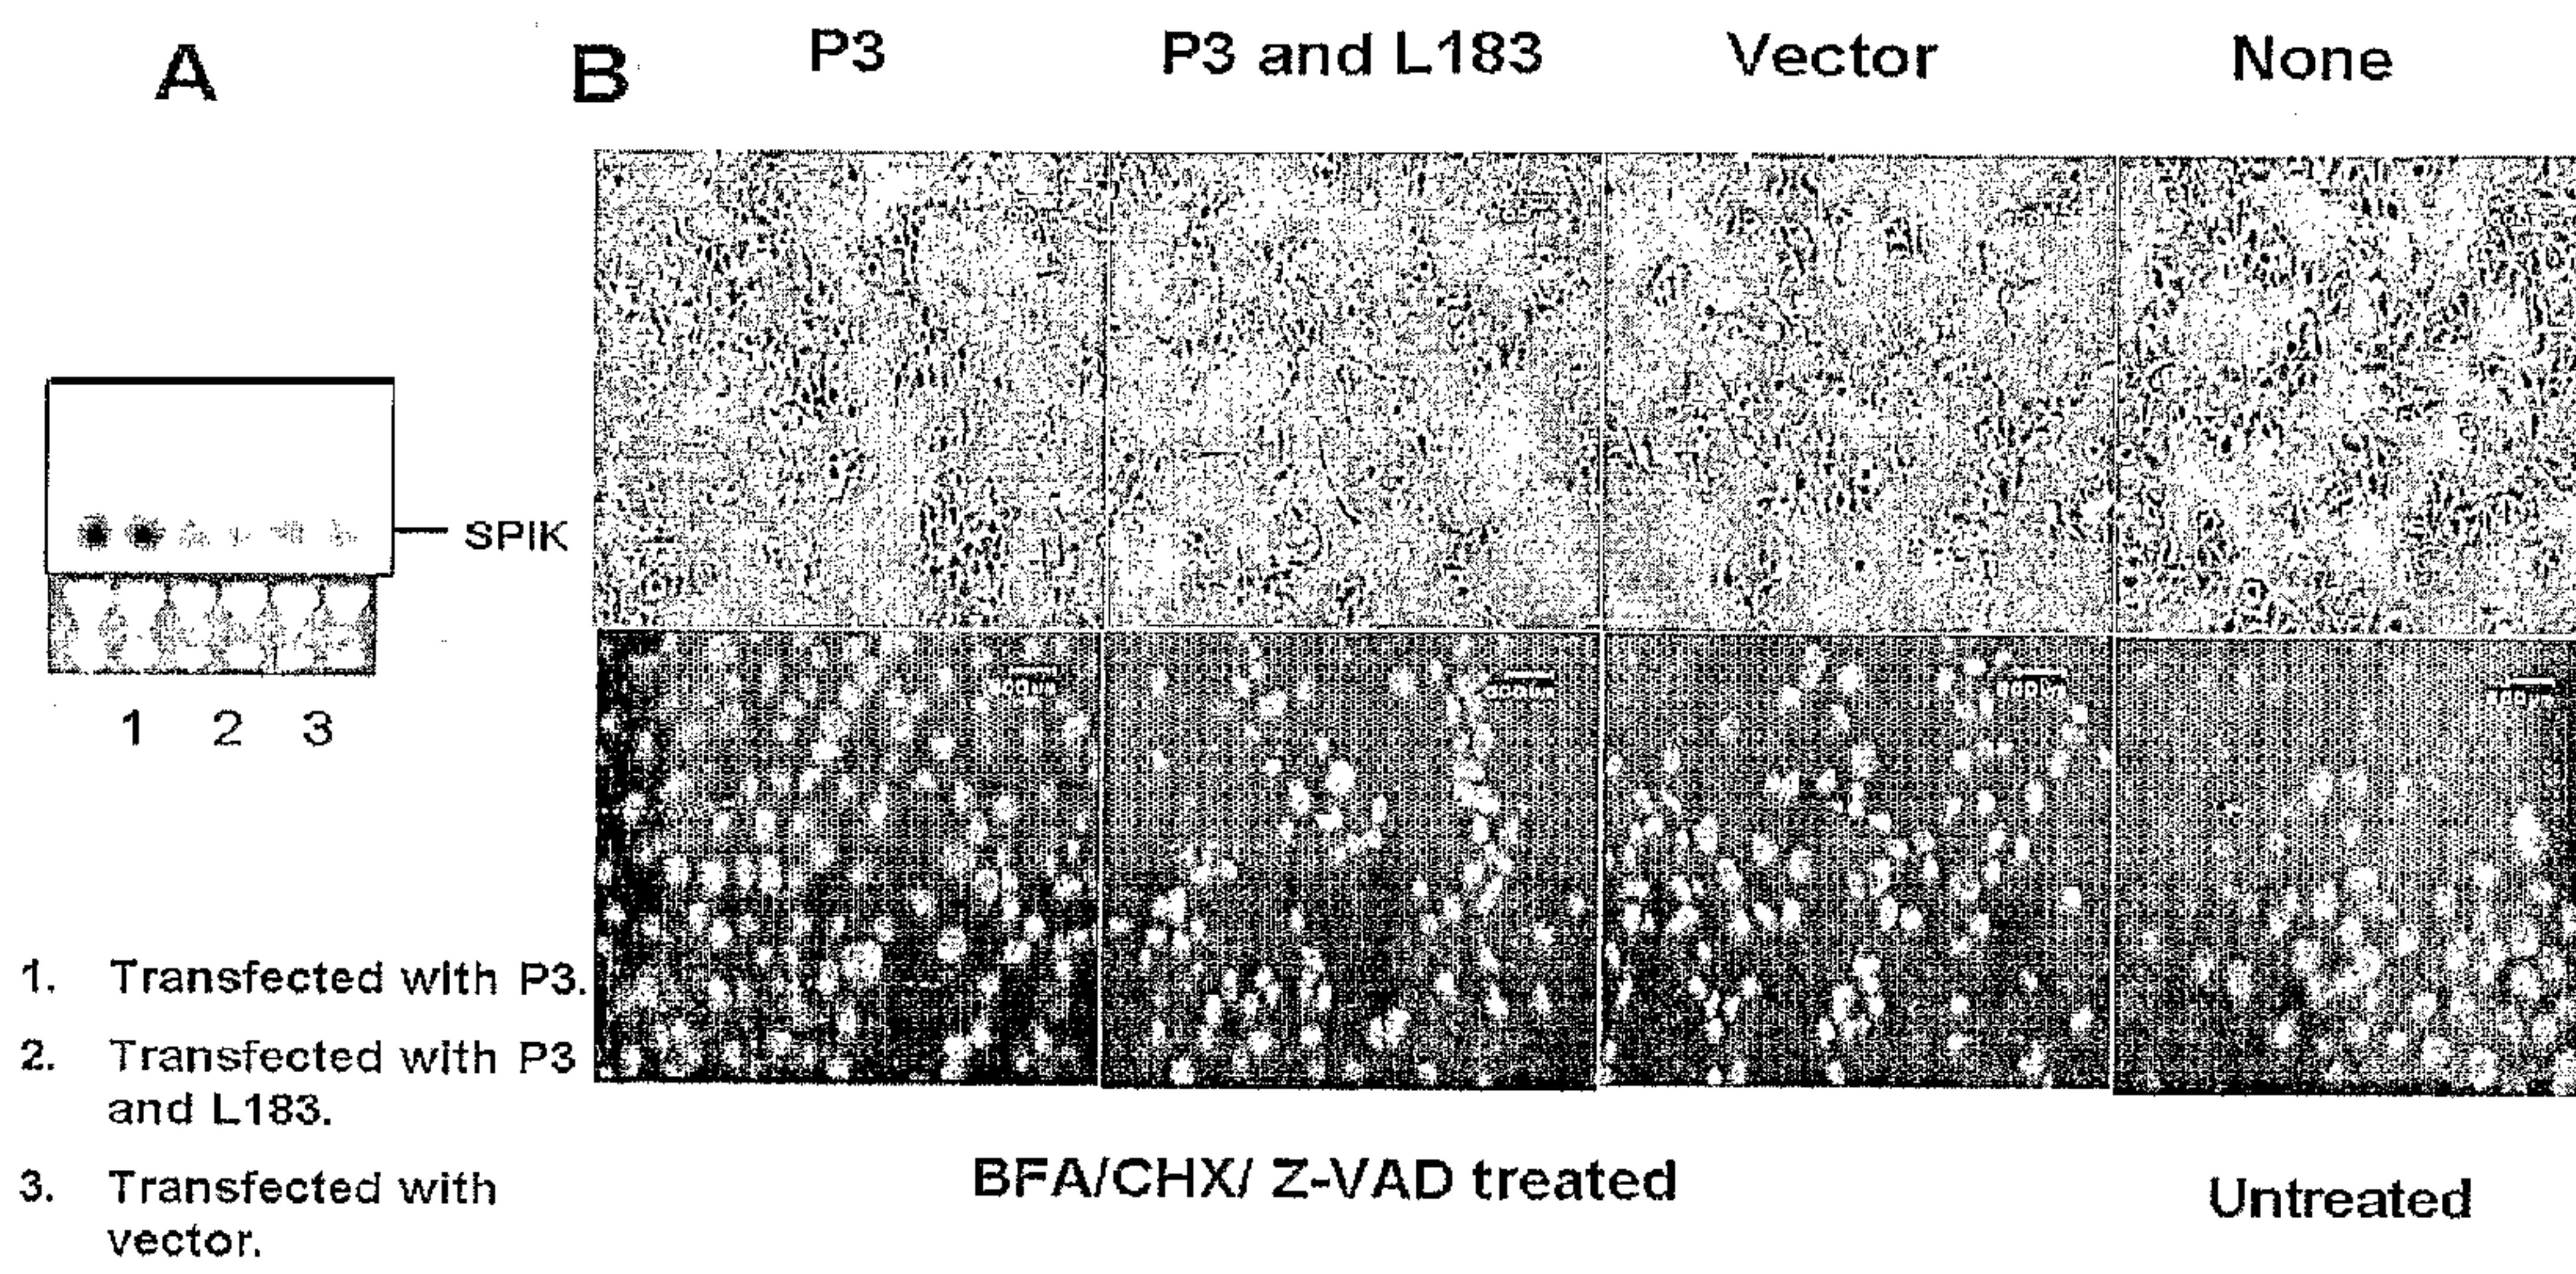 A
B
P3
P3 and L183
Vector
None
SPIK
1 2 3
1. Transfected with P3.
2. Transfected with P3
and L183.
3. Transfected with
vector.
BFA/CHX/ Z-VAD treated
Untreated